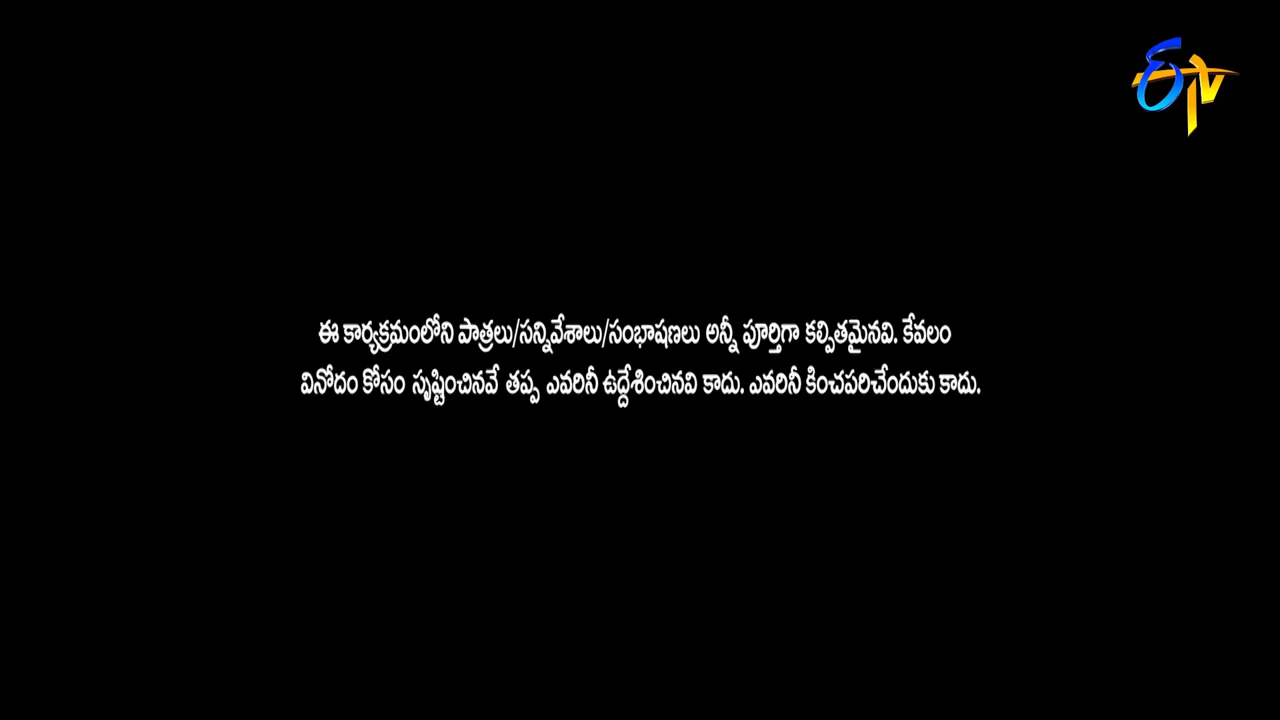 ఈ టీవీ
ఈ కార్యక్రమంలోని పాత్రలు/సన్నివేశాలు/సంభాషణలు అన్నీ పూర్తిగా కల్పితమైనవి. కేవలం
వినోదం కోసం సృష్టించినవే తప్ప ఎవరినీ ఉద్దేశించినవి కాదు. ఎవరినీ కించపరిచేందుకు కాదు.